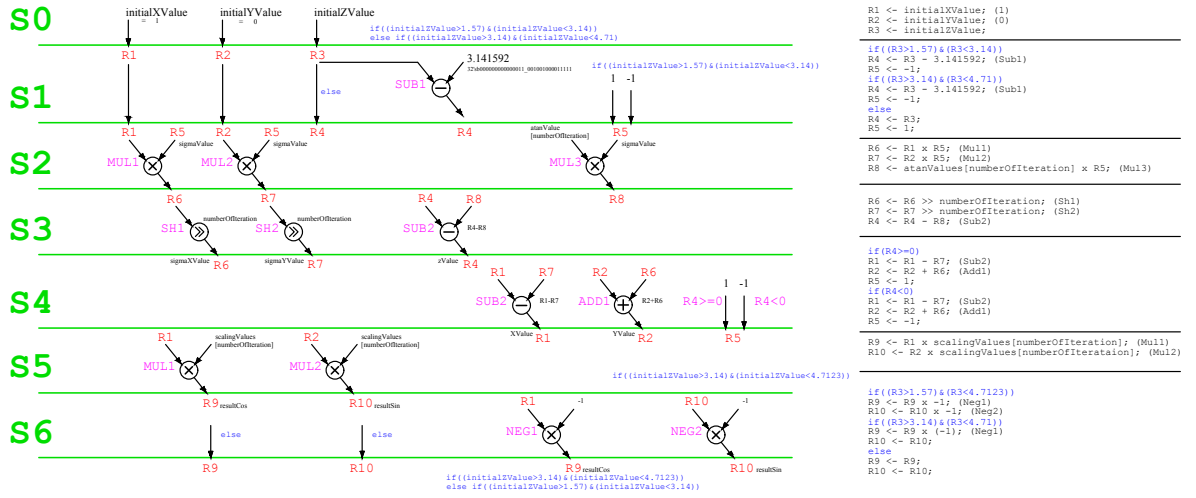 S0
initialXValue
= 1
initialYValue
= 0
initialZValue
if((initialZValue>1.57)&(initialZValue<3.14))
else if((initialZValue>3.14)&(initialZValue<4.71)
R1
R2
R3
S1
else
SUB1
3.141592
if((initialZValue>1.57)&(initialZValue<3.14))
1 -1
R1 R5 R2 R5 R4 R4 R5
S2
MUL1
sigmaValue
MUL2
sigmaValue
atanValue
[numberOfIteration]
MUL3
sigmaValue
R6 R7 R4 R8 R8
S3
SH1
numberOfIteration
SH2
numberOfIteration
SUB2
R4-R8
sigmaXValue R6
sigmaYValue R7
zValue R4
S4
R1 R7
SUB2
R1-R7
R2 R6
ADD1
R2+R6
1 -1
R4>=0
R4<0
XValue R1
YValue R2
R5
S5
R1
scalingValues
[numberOfIteration]
MUL1
R2
scalingValues
[numberOfIteration]
MUL2
if((initialZValue>3.14)&(initialZValue<4.7123))
R9 resultCos
R10 resultSin
R1 -1
R10 -1
S6
else
else
NEG1
NEG2
R9
R10
R9 resultCos
R10 resultSin
if((initialZValue>3.14)&(initialZValue<4.7123))
else if((initialZValue>1.57)&(initialZValue<3.14))
R1 <- initialXValue; (1)
R2 <- initialYValue; (0)
R3 <- initialZValue;
if((R3>1.57)&(R3<3.14)
R4 <- R3 - 3.141592; (Sub1)
R5 <- -1;
if((R3>3.14)&(R3<4.71)
R4 <- R3 - 3.141592; (Sub1)
R5 <- -1;
else
R4 <- R3;
R5 <- 1;
R6 <- R1 x R5; (Mul1)
R7 <- R2 x R5; (Mul2)
R8 <- atanValues[numberOfIteration] x R5; (Mul3)
R6 <- R6 >> numberOfIteration; (Sh1)
R7 <- R7 >> numberOfIteration; (Sh2)
R4 <- R4 - R8; (Sub2)
if(R4>=0)
R1 <- R1 - R7; (Sub2)
R2 <- R2 + R6; (Add1)
R5 <- 1;
if(R4<0)
R1 <- R1 - R7; (Sub2)
R2 <- R2 + R6; (Add1)
R5 <- -1;
R9 <- R1 x scalingValues[numberOfIteration]; (Mul1)
R10 <- R2 x scalingValues[numberOfIterataion]; (Mul2)
if((R3>1.57)&(R3<4.7123))
R9 <- R9 x -1; (Neg1)
R10 <- R10 x -1; (Neg2)
if((R3>3.14)&(R3<4.71))
R9 <- R9 x (-1); (Neg1)
R10 <- R10;
else
R9 <- R9;
R10 <- R10;